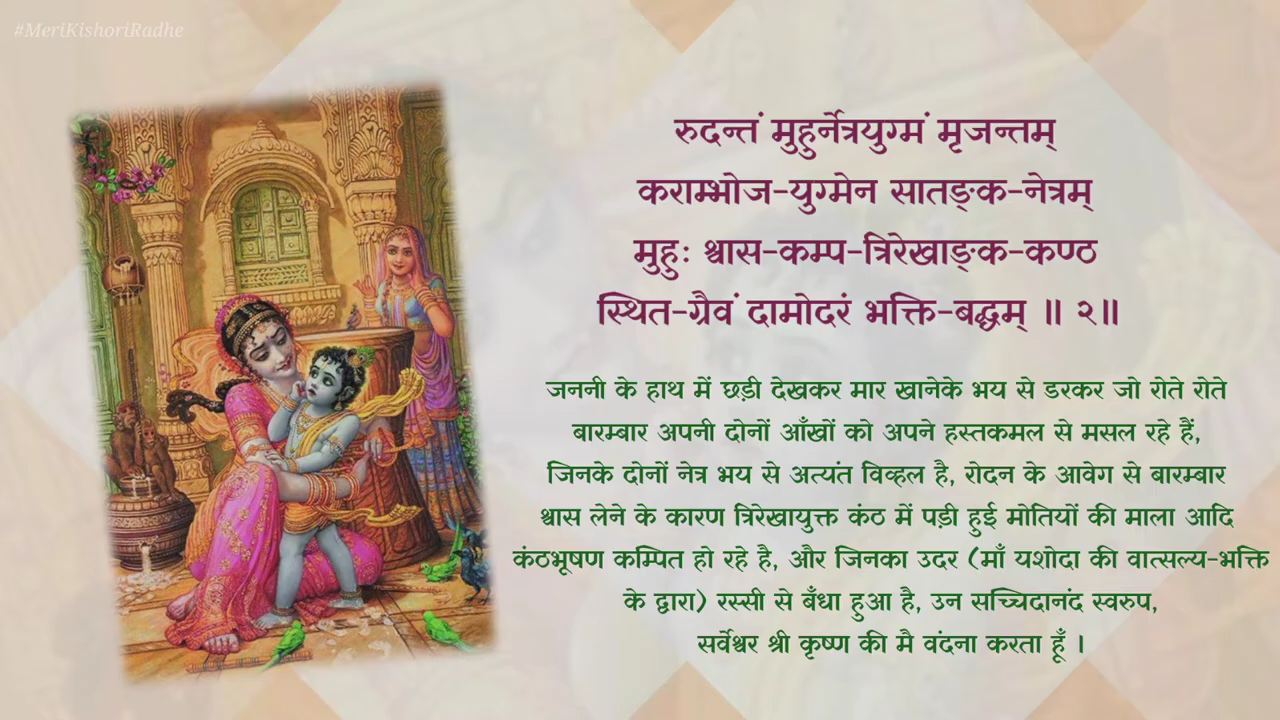 #MeriKishoriRadhe
रुदन्तं मुहुर्नेत्रयुग्मं मृजन्तम्
कराम्भोज-युग्मेन सातङ्क-नेत्रम्
मुहुः श्वास-कम्प-त्रिरेखाङ्क-कण्ठ
स्थित-ग्रैवं दामोदरं भक्ति-बद्धम् ॥ २॥
जननी के हाथ में छड़ी देखकर मार खानेके भय से डरकर जो रोते रोते
बारम्बार अपनी दोनों आँखों को अपने हस्तकमल से मसल रहे हैं,
जिनके दोनों नेत्र भय से अत्यंत विव्हल है, रोदन के आवेग से बारम्बार
श्वास लेने के कारण त्रिरेखायुक्त कंठ में पड़ी हुई मोतियों की माला आदि
कंठभूषण कम्पित हो रहे है, और जिनका उदर (माँ यशोदा की वात्सल्य-भक्ति
के द्वारा) रस्सी से बँधा हुआ है, उन सच्चिदानंद स्वरुप,
सर्वेश्वर श्री कृष्ण की मै वंदना करता हूँ ।